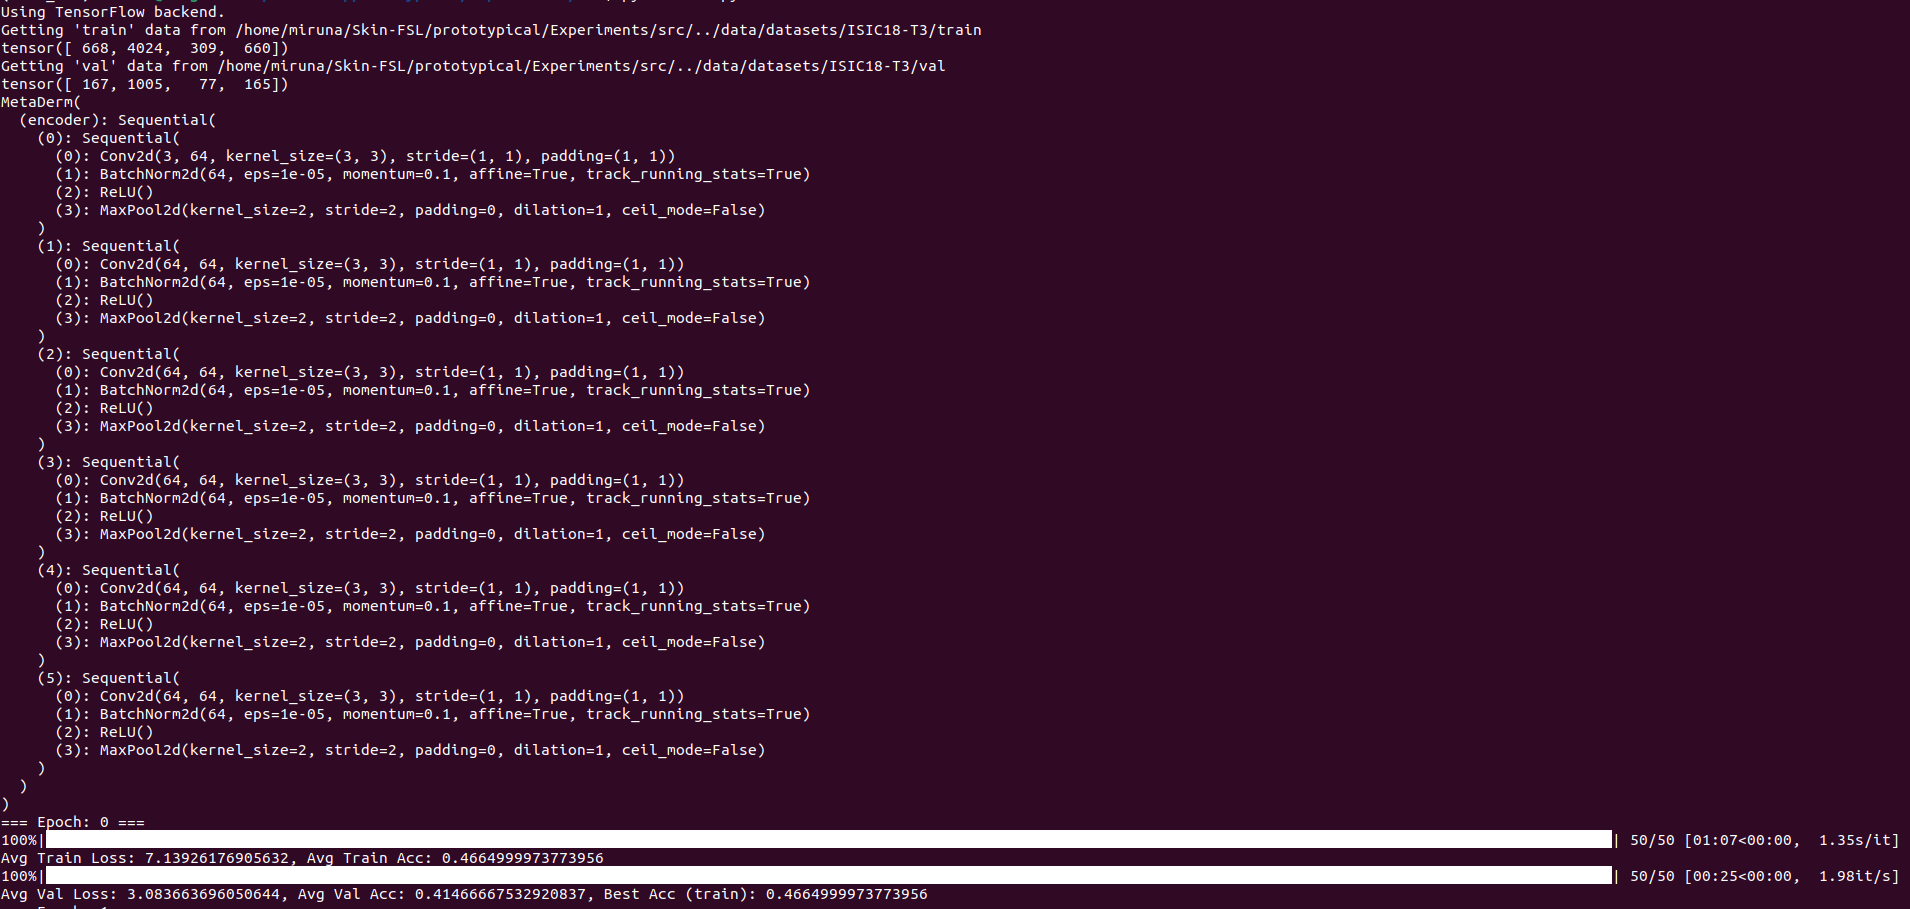 Using TensorFlow backend.
Getting 'train' data from /home/miruna/Skin-FSL/prototypical/Experiments/src/../data/datasets/ISIC18-T3/train
tensor([ 668, 4024,  309,  660])
Getting 'val' data from /home/miruna/Skin-FSL/prototypical/Experiments/src/../data/datasets/ISIC18-T3/val
tensor([ 167, 1005,   77,  165])
MetaDerm(
  (encoder): Sequential(
    (0): Sequential(
      (0): Conv2d(3, 64, kernel_size=(3, 3), stride=(1, 1), padding=(1, 1))
      (1): BatchNorm2d(64, eps=1e-05, momentum=0.1, affine=True, track_running_stats=True)
      (2): ReLU()
      (3): MaxPool2d(kernel_size=2, stride=2, padding=0, dilation=1, ceil_mode=False)
    )
    (1): Sequential(
      (0): Conv2d(64, 64, kernel_size=(3, 3), stride=(1, 1), padding=(1, 1))
      (1): BatchNorm2d(64, eps=1e-05, momentum=0.1, affine=True, track_running_stats=True)
      (2): ReLU()
      (3): MaxPool2d(kernel_size=2, stride=2, padding=0, dilation=1, ceil_mode=False)
    )
    (2): Sequential(
      (0): Conv2d(64, 64, kernel_size=(3, 3), stride=(1, 1), padding=(1, 1))
      (1): BatchNorm2d(64, eps=1e-05, momentum=0.1, affine=True, track_running_stats=True)
      (2): ReLU()
      (3): MaxPool2d(kernel_size=2, stride=2, padding=0, dilation=1, ceil_mode=False)
    )
    (3): Sequential(
      (0): Conv2d(64, 64, kernel_size=(3, 3), stride=(1, 1), padding=(1, 1))
      (1): BatchNorm2d(64, eps=1e-05, momentum=0.1, affine=True, track_running_stats=True)
      (2): ReLU()
      (3): MaxPool2d(kernel_size=2, stride=2, padding=0, dilation=1, ceil_mode=False)
    )
    (4): Sequential(
      (0): Conv2d(64, 64, kernel_size=(3, 3), stride=(1, 1), padding=(1, 1))
      (1): BatchNorm2d(64, eps=1e-05, momentum=0.1, affine=True, track_running_stats=True)
      (2): ReLU()
      (3): MaxPool2d(kernel_size=2, stride=2, padding=0, dilation=1, ceil_mode=False)
    )
    (5): Sequential(
      (0): Conv2d(64, 64, kernel_size=(3, 3), stride=(1, 1), padding=(1, 1))
      (1): BatchNorm2d(64, eps=1e-05, momentum=0.1, affine=True, track_running_stats=True)
      (2): ReLU()
      (3): MaxPool2d(kernel_size=2, stride=2, padding=0, dilation=1, ceil_mode=False)
    )
  )
)
=== Epoch: 0 ===
100%| | 50/50 [01:07<00:00,  1.35s/it]
Avg Train Loss: 7.13926176905632, Avg Train Acc: 0.4664999973773956
100%| | 50/50 [00:25<00:00,  1.98it/s]
Avg Val Loss: 3.083663696050644, Avg Val Acc: 0.41466667532920837, Best Acc (train): 0.4664999973773956